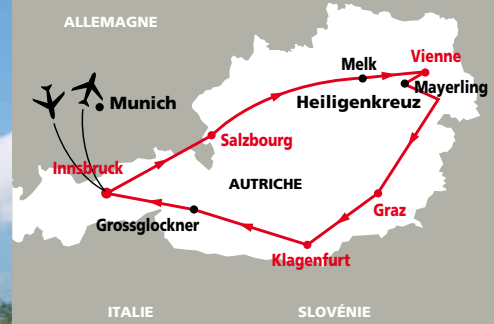 ALLEMAGNE
Melk
Vienne
Mayerling
Munich
Heiligenkreuz
Salzbourg
Innsbruck
AUTRICHE
Graz
Grossglockner
Klagenfurt
ITALIE
SLOVÉNIE